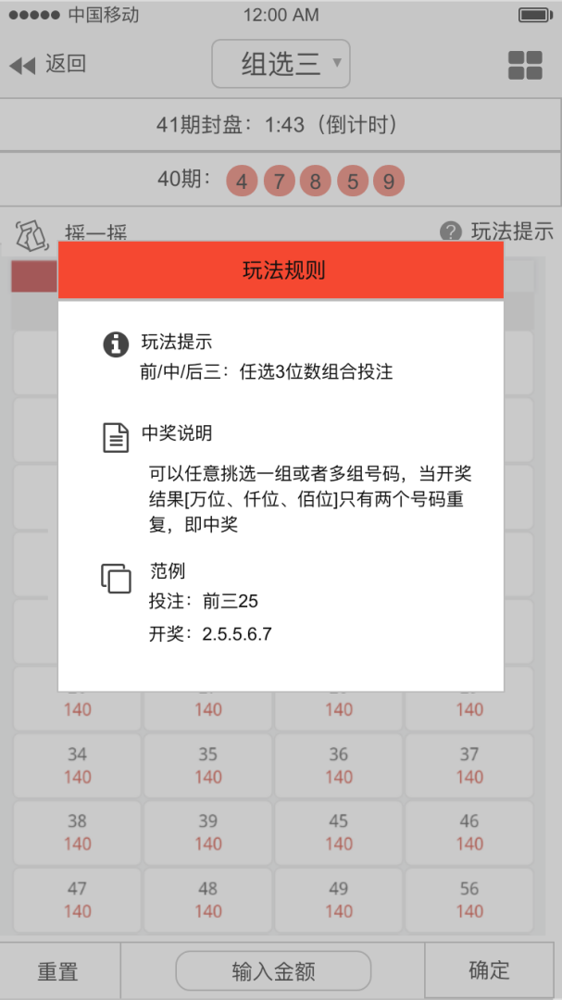 中国移动 12:00 AM
返回 组选三
41期封盘：1:43（倒计时）
40期： 4 7 8 5 9
摇一摇 玩法提示
玩法规则
玩法提示
前/中/后三：任选3位数组合投注
中奖说明
可以任意挑选一组或者多组号码，当开奖
结果[万位、仟位、佰位]只有两个号码重
复，即中奖
范例
投注：前三25
开奖：2.5.5.6.7
140 140 140 140
34 35 36 37
140 140 140 140
38 39 45 46
140 140 140 140
47 48 49 56
140 140 140 140
重置 输入金额 确定